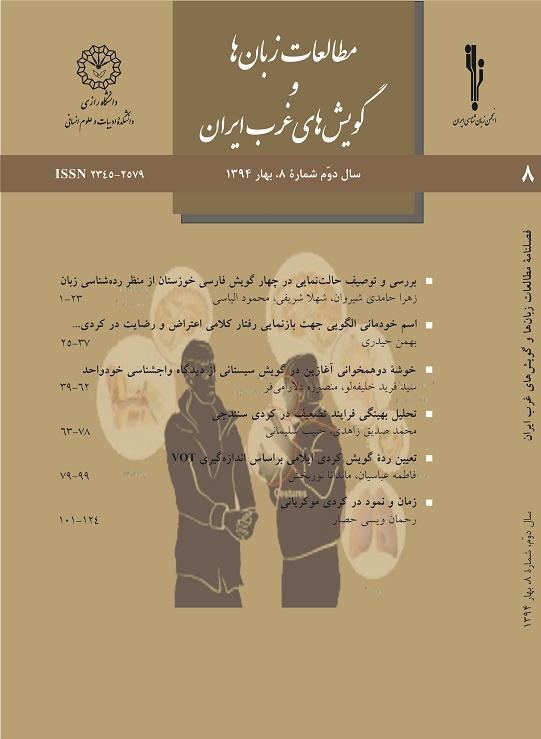 مطالعات زبان‌ها
و
گویش‌های غرب ایران
دانشگاه رازی
دانشکدهٔ ادبیات و علوم انسانی
انجمن زبان‌شناسی ایران
سال دوّم شمارهٔ ۸، بهار ۱۳۹۴
ISSN ۲۳۴۵-۲۵۷۹
۸
بررسی و توصیف حالت‌نمایی در چهار گویش فارسی خوزستان از منظر رده‌شناسی زبان
زهرا حامدی شیروان، شهلا شریفی، محمود الیاسی
۱-۲۳
اسم خودمانی الگویی جهت بازنمایی رفتار کلامی اعتراض و رضایت در کردی...
بهمن حیدری
۲۵-۳۷
خوشهٔ دوهمخوانی آغازین در گویش سیستانی از دیدگاه واجشناسی خودواحد
سید فرید خلیفه‌لو، منصوره دلارامی‌فر
۳۹-۶۲
تحلیل بهینگی فرایند تضعیف در کردی سنندجی
محمد صدیق زاهدی، حبیب سلیمانی
۶۳-۷۸
تعیین ردهٔ گویش کردی ایلامی براساس اندازه‌گیری VOT
فاطمه عباسیان، ماندانا نوربخش
۷۹-۹۹
زمان و نمود در کردی موکریانی
رحمان ویسی حصار
۱۰۱-۱۲۴
Gestures
فصلنامهٔ مطالعات زبان‌ها و گویش‌های غرب ایران
سال دوّم، شمارهٔ ۸، بهار ۱۳۹۴